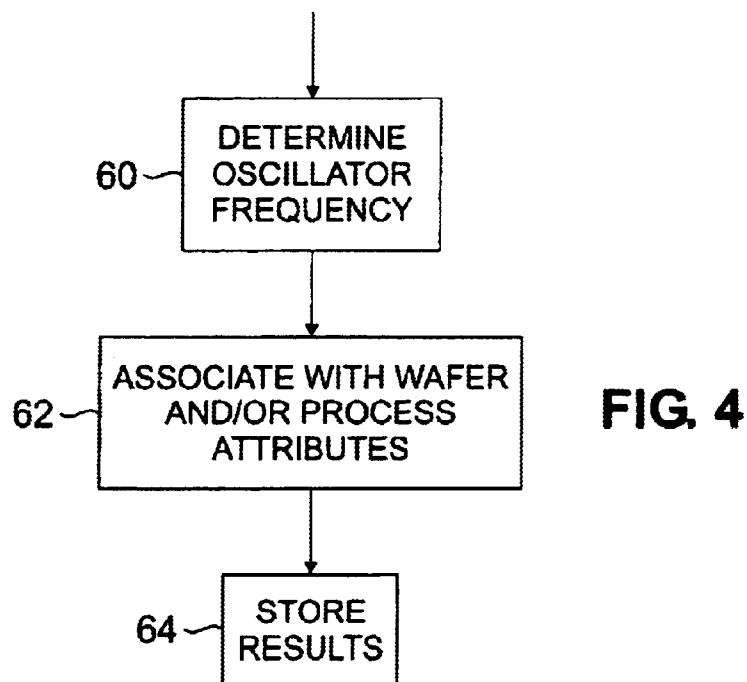 60
DETERMINE
OSCILLATOR
FREQUENCY
62
ASSOCIATE WITH WAFER
AND/OR PROCESS
ATTRIBUTES
FIG. 4
64
STORE
RESULTS